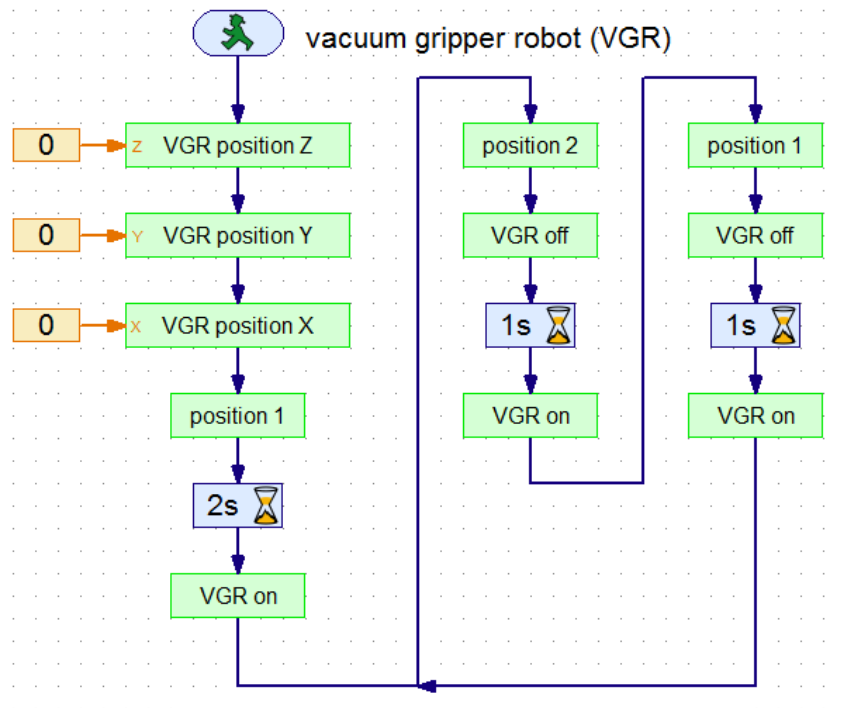 vacuum gripper robot (VGR)
0
Z VGR position Z
0
Y VGR position Y
0
X VGR position X
position 1
2s
VGR on
position 2
VGR off
1s
VGR on
position 1
VGR off
1s
VGR on